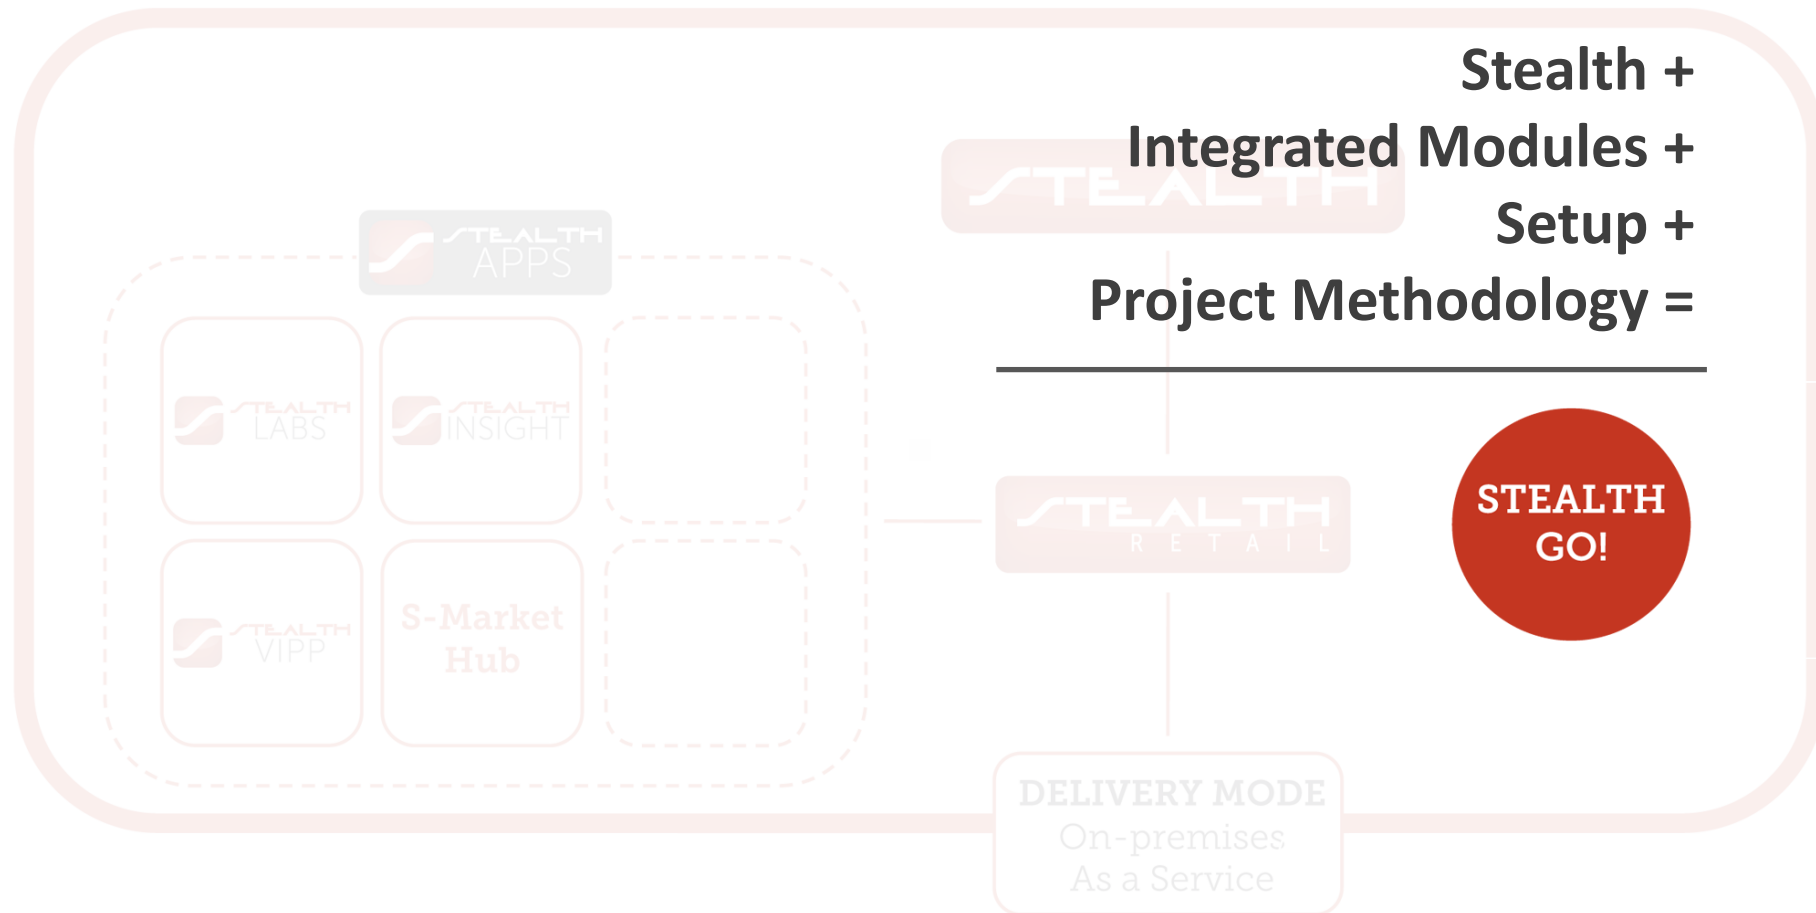 Stealth +
Integrated Modules +
Setup +
Project Methodology =
STEALTH
GO!
STEALTH
STEALTH
APPS
STEALTH
LABS
STEALTH
INSIGHT
STEALTH
VIPP
S-Market
Hub
STEALTH
RETAIL
DELIVERY MODE
On-premises
As a Service